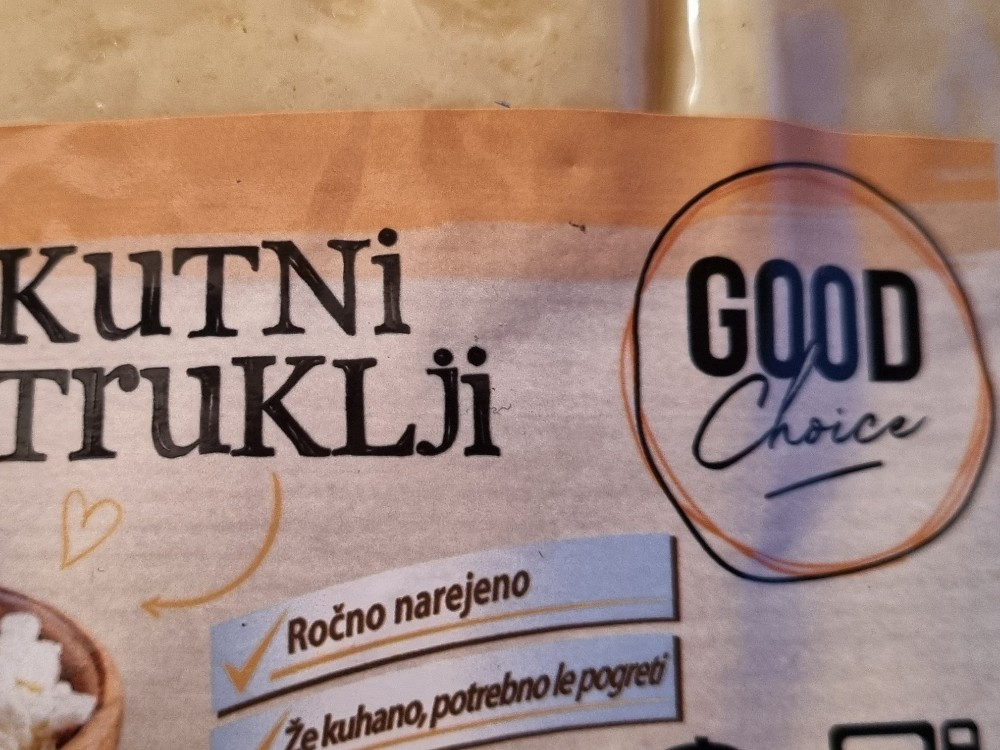 KUTNi
TruKLji
GOOD
Choice
Ročno narejeno
Že kuhano, potrebno le pogreti